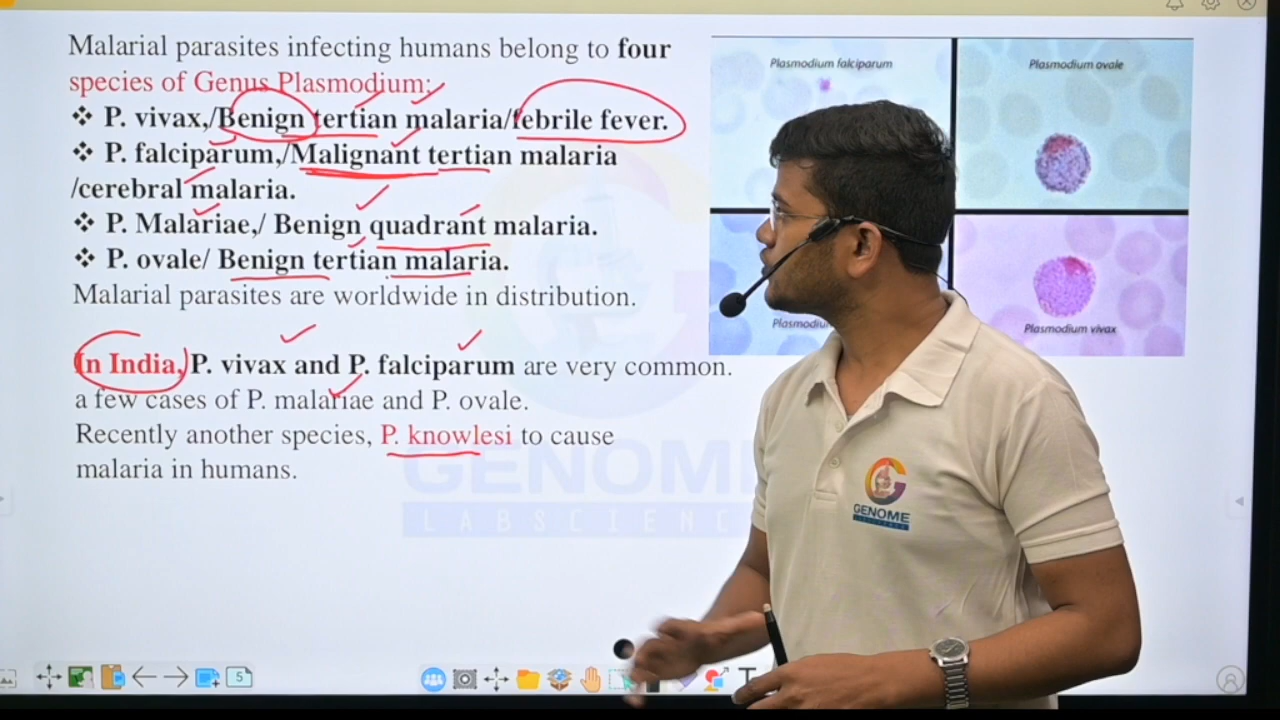 Malarial parasites infecting humans belong to four
species of Genus Plasmodium:
❖ P. vivax,/Benign tertian malaria/febrile fever.
❖ P. falciparum,/Malignant tertian malaria
/cerebral malaria.
❖ P. Malariae,/ Benign quadrant malaria.
❖ P. ovale/ Benign tertian malaria.
Malarial parasites are worldwide in distribution.
In India, P. vivax and P. falciparum are very common.
a few cases of P. malariae and P. ovale.
Recently another species, P. knowlesi to cause
malaria in humans.
Plasmodium falciparum
Plasmodium ovale
Plasmodium vivax
GENOME
LABSCIENC
GENOME
5
T